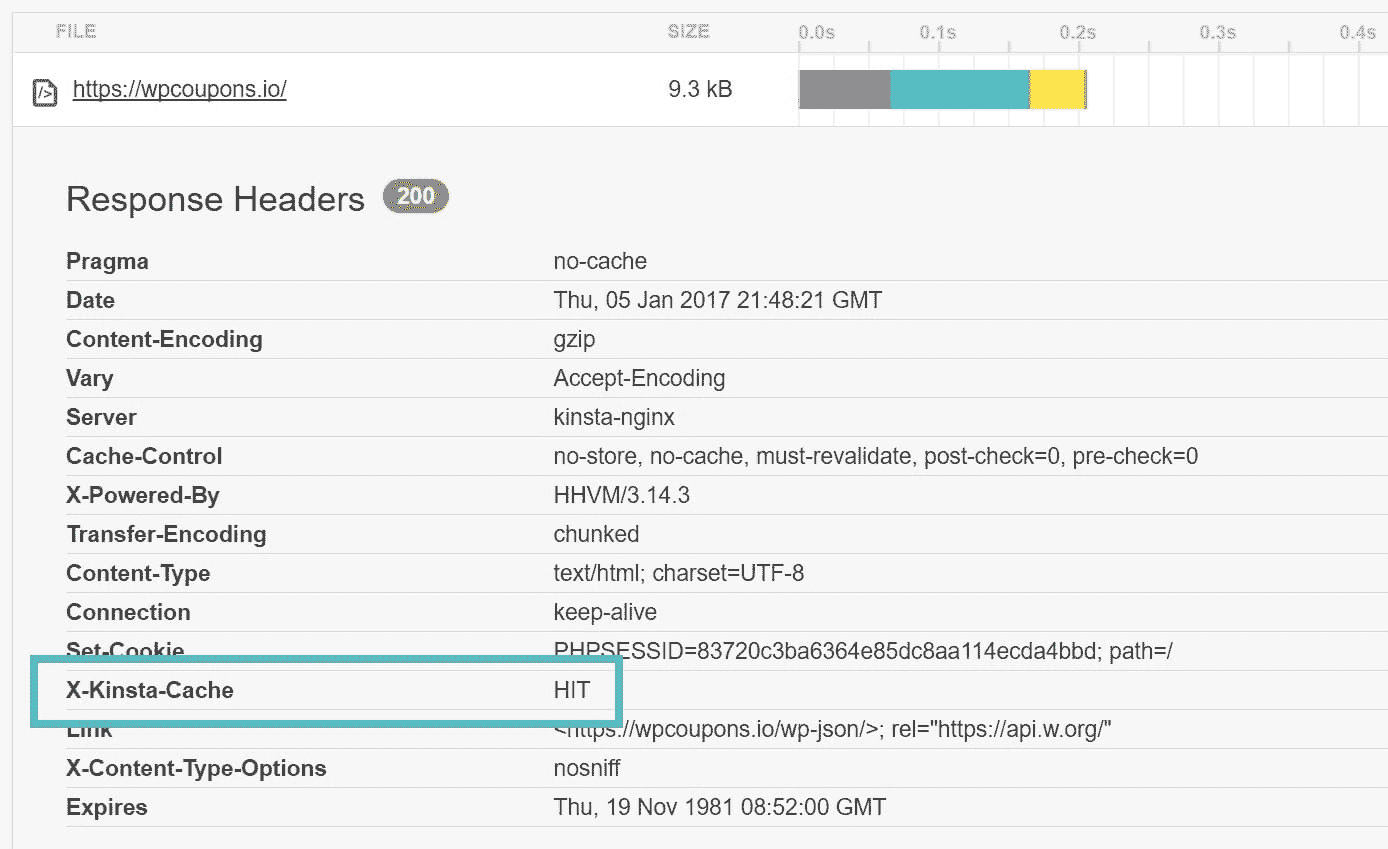 FILE SIZE 0.0s 0.1s 0.2s 0.3s 0.4s
https://wpcoupons.io/ 9.3 kB
Response Headers 200
Pragma no-cache
Date Thu, 05 Jan 2017 21:48:21 GMT
Content-Encoding gzip
Vary Accept-Encoding
Server kinsta-nginx
Cache-Control no-store, no-cache, must-revalidate, post-check=0, pre-check=0
X-Powered-By HHVM/3.14.3
Transfer-Encoding chunked
Content-Type text/html; charset=UTF-8
Connection keep-alive
Set-Cookie PHPSESSID=83720c3ba6364e85dc8aa114ecda4bbd; path=/
X-Kinsta-Cache HIT
Link <https://wpcoupons.io/wp-json/>; rel="https://api.w.org/"
X-Content-Type-Options nosniff
Expires Thu, 19 Nov 1981 08:52:00 GMT